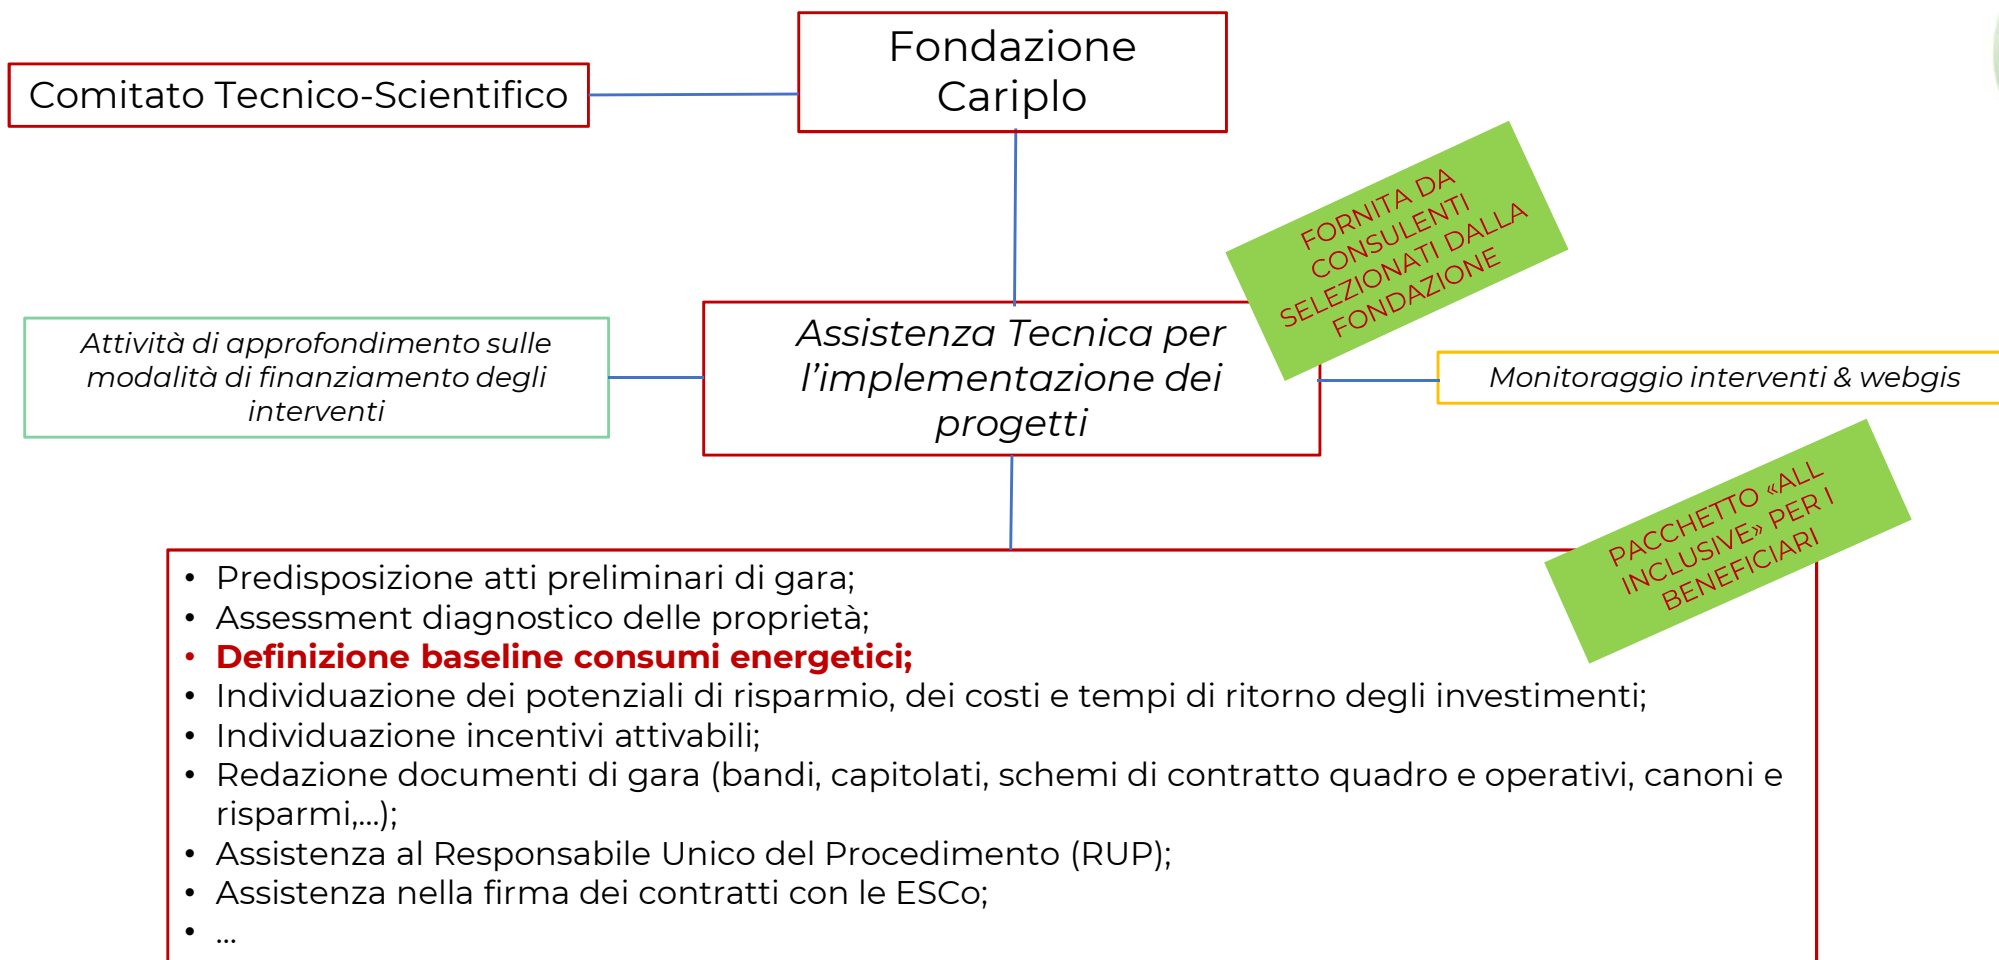 Fondazione
Cariplo
Comitato Tecnico-Scientifico
FORNITA DA
CONSULENTI
SELEZIONATI DALLA
FONDAZIONE
Attività di approfondimento sulle
modalità di finanziamento degli
interventi
Assistenza Tecnica per
l’implementazione dei
progetti
Monitoraggio interventi & webgis
PACCHETTO «ALL
INCLUSIVE» PER I
BENEFICIARI
• Predisposizione atti preliminari di gara;
• Assessment diagnostico delle proprietà;
• Definizione baseline consumi energetici;
• Individuazione dei potenziali di risparmio, dei costi e tempi di ritorno degli investimenti;
• Individuazione incentivi attivabili;
• Redazione documenti di gara (bandi, capitolati, schemi di contratto quadro e operativi, canoni e
risparmi,...);
• Assistenza al Responsabile Unico del Procedimento (RUP);
• Assistenza nella firma dei contratti con le ESCo;
• ...